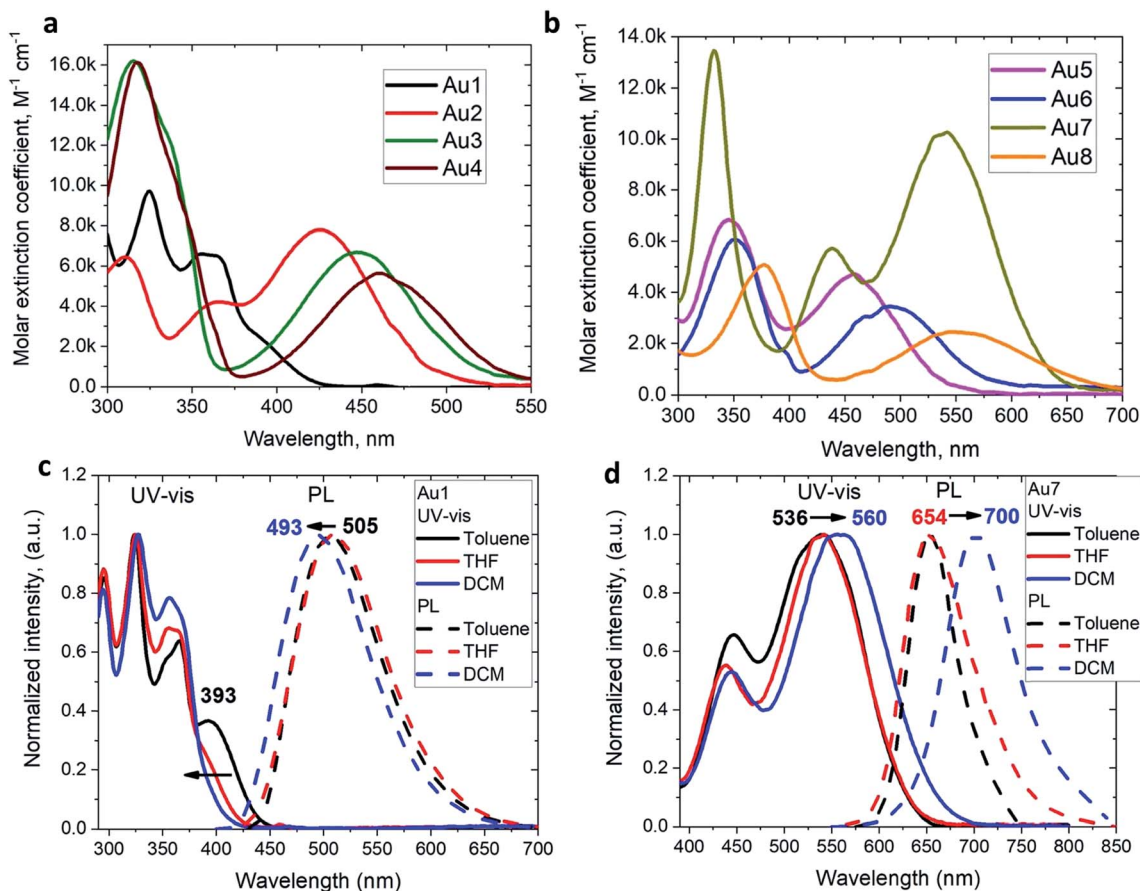 a
Molar extinction coefficient, M⁻¹ cm⁻¹
16.0k
14.0k
12.0k
10.0k
8.0k
6.0k
4.0k
2.0k
0.0
Au1
Au2
Au3
Au4
300 350 400 450 500 550
Wavelength, nm
b
Molar extinction coefficient, M⁻¹ cm⁻¹
14.0k
12.0k
10.0k
8.0k
6.0k
4.0k
2.0k
0.0
Au5
Au6
Au7
Au8
300 350 400 450 500 550 600 650 700
Wavelength, nm
c
Normalized intensity, (a.u.)
1.2
1.0
0.8
0.6
0.4
0.2
0.0
UV-vis PL
493 505
393
Au1
UV-vis
Toluene
THF
DCM
PL
Toluene
THF
DCM
300 350 400 450 500 550 600 650 700
Wavelength (nm)
d
Normalized intensity, (a.u.)
1.2
1.0
0.8
0.6
0.4
0.2
0.0
UV-vis PL
536 560 654 700
Au7
UV-vis
Toluene
THF
DCM
PL
Toluene
THF
DCM
400 450 500 550 600 650 700 750 800 850
Wavelength (nm)